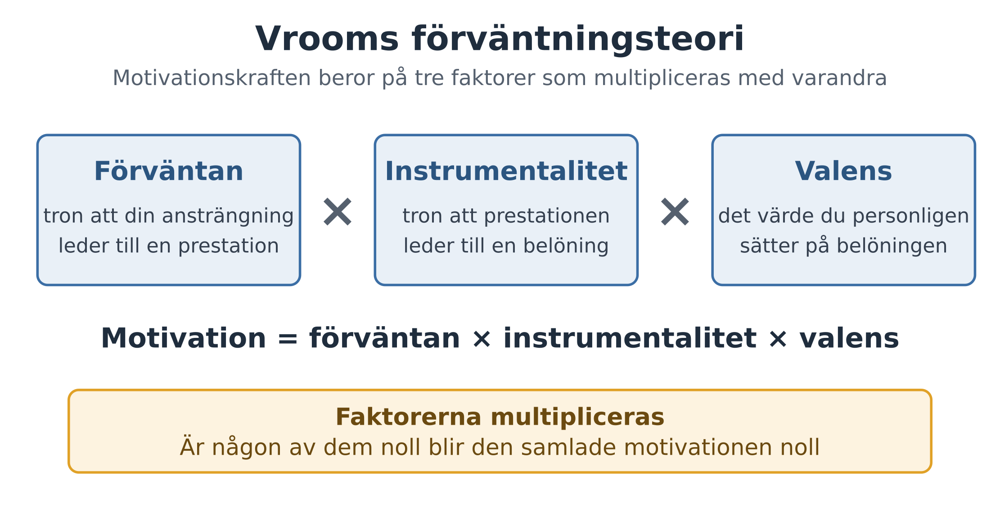 Vrooms förväntningsteori
Motivationskraften beror på tre faktorer som multipliceras med varandra
Förväntan
tron att din ansträngning
leder till en prestation
×
Instrumentalitet
tron att prestationen
leder till en belöning
×
Valens
det värde du personligen
sätter på belöningen
Motivation = förväntan × instrumentalitet × valens
Faktorerna multipliceras
Är någon av dem noll blir den samlade motivationen noll